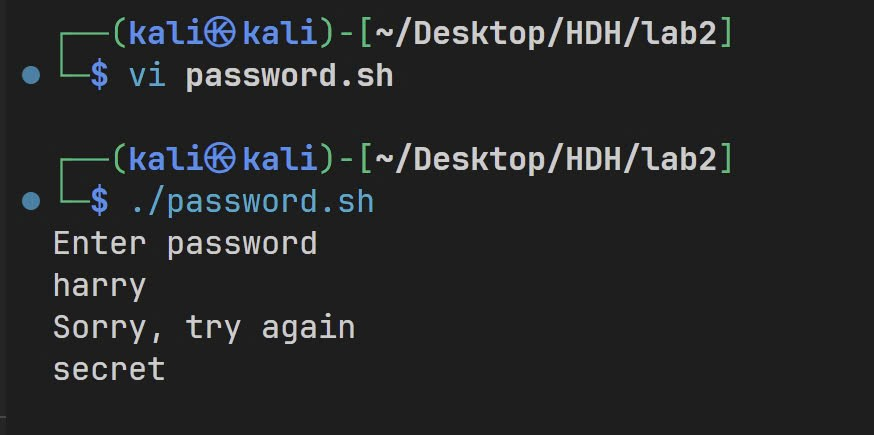 ┌──(kali㉿kali)-[~/Desktop/HDH/lab2]
└─$ vi password.sh
┌──(kali㉿kali)-[~/Desktop/HDH/lab2]
└─$ ./password.sh
Enter password
harry
Sorry, try again
secret